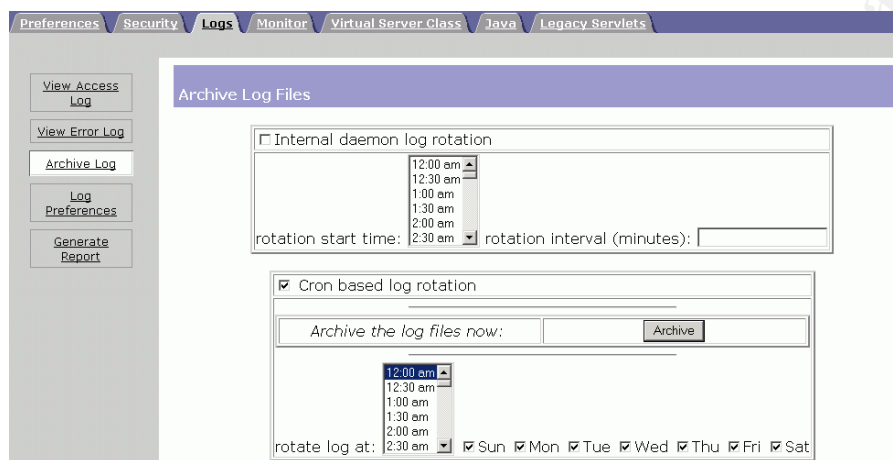 Preferences Security Logs Monitor Virtual Server Class Java Legacy Servlets
View Access Log
View Error Log
Archive Log
Log Preferences
Generate Report
Archive Log Files
Internal daemon log rotation
12:00 am
12:30 am
1:00 am
1:30 am
2:00 am
2:30 am
rotation start time: rotation interval (minutes):
Cron based log rotation
Archive the log files now: Archive
12:00 am
12:30 am
1:00 am
1:30 am
2:00 am
2:30 am
rotate log at: Sun Mon Tue Wed Thu Fri Sat